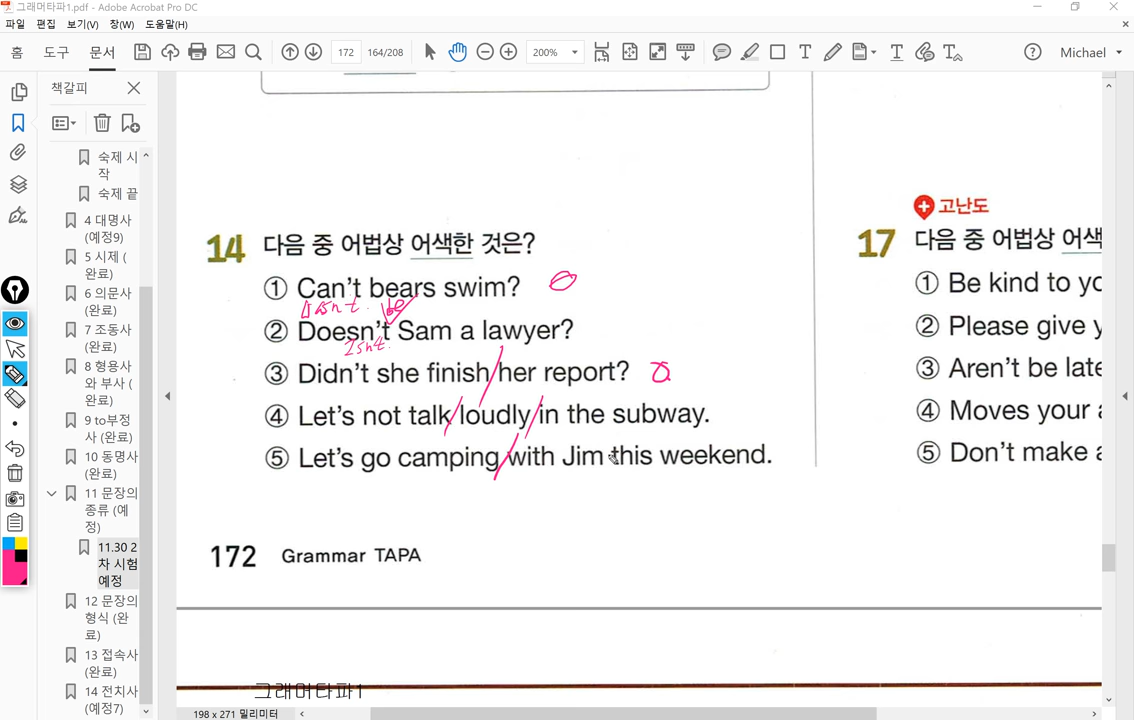 그래머타파1.pdf - Adobe Acrobat Pro DC
파일 편집 보기(V) 창(W) 도움말(H)
홈 도구 문서 172 164/208 200% Michael
책갈피
숙제 시작
숙제 끝
4 대명사 (예정9)
5 시제 (완료)
6 의문사 (완료)
7 조동사 (완료)
8 형용사와 부사 (완료)
9 to부정사 (완료)
10 동명사 (완료)
11 문장의 종류 (예정)
11.30 2차 시험 예정
12 문장의 형식 (완료)
13 접속사 (완료)
14 전치사 (예정7)
14 다음 중 어법상 어색한 것은?
① Can't bears swim?
② Doesn't Sam a lawyer?
be
Isn't
③ Didn't she finish her report?
④ Let's not talk loudly in the subway.
⑤ Let's go camping with Jim this weekend.
172 Grammar TAPA
고난도
17 다음 중 어법상 어색
① Be kind to yo
② Please give y
③ Aren't be late
④ Moves your a
⑤ Don't make a
그래머타파1
198 x 271 밀리미터